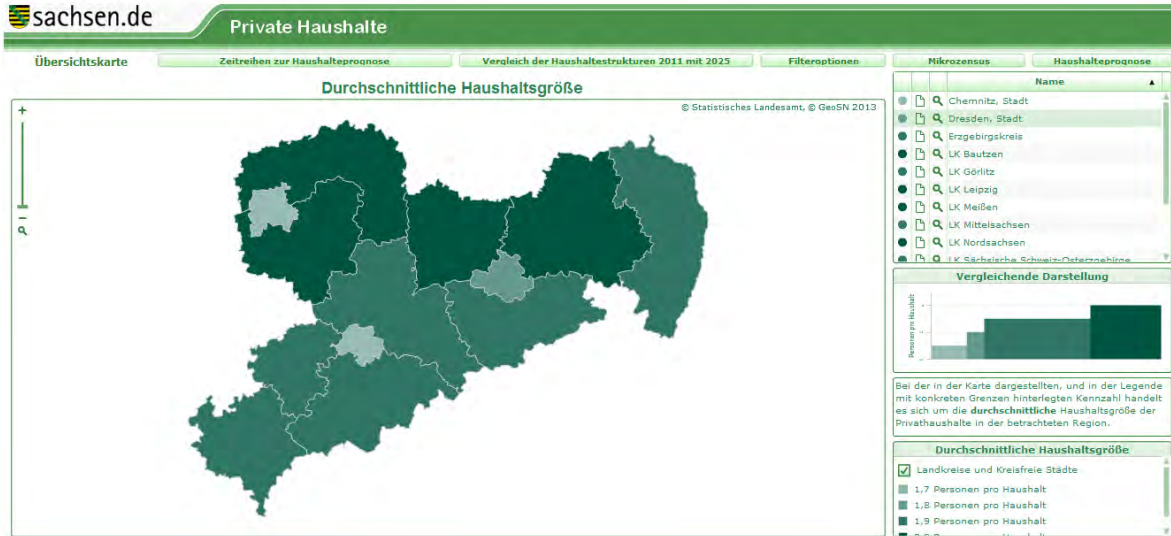 sachsen.de
Private Haushalte
Übersichtskarte
Zeitreihen zur Haushalteprognose
Vergleich der Haushaltestrukturen 2011 mit 2025
Filteroptionen
Mikrozensus
Haushalteprognose
Durchschnittliche Haushaltsgröße
© Statistisches Landesamt, © GeoSN 2013
Name
Chemnitz, Stadt
Dresden, Stadt
Erzgebirgskreis
LK Bautzen
LK Görlitz
LK Leipzig
LK Meißen
LK Mittelsachsen
LK Nordsachsen
LK Sächsische Schweiz-Osterzgebirge
Vergleichende Darstellung
Personen pro Haushalt
Bei der in der Karte dargestellten, und in der Legende
mit konkreten Grenzen hinterlegten Kennzahl handelt
es sich um die durchschnittliche Haushaltsgröße der
Privathaushalte in der betrachteten Region.
Durchschnittliche Haushaltsgröße
Landkreise und Kreisfreie Städte
1,7 Personen pro Haushalt
1,8 Personen pro Haushalt
1,9 Personen pro Haushalt